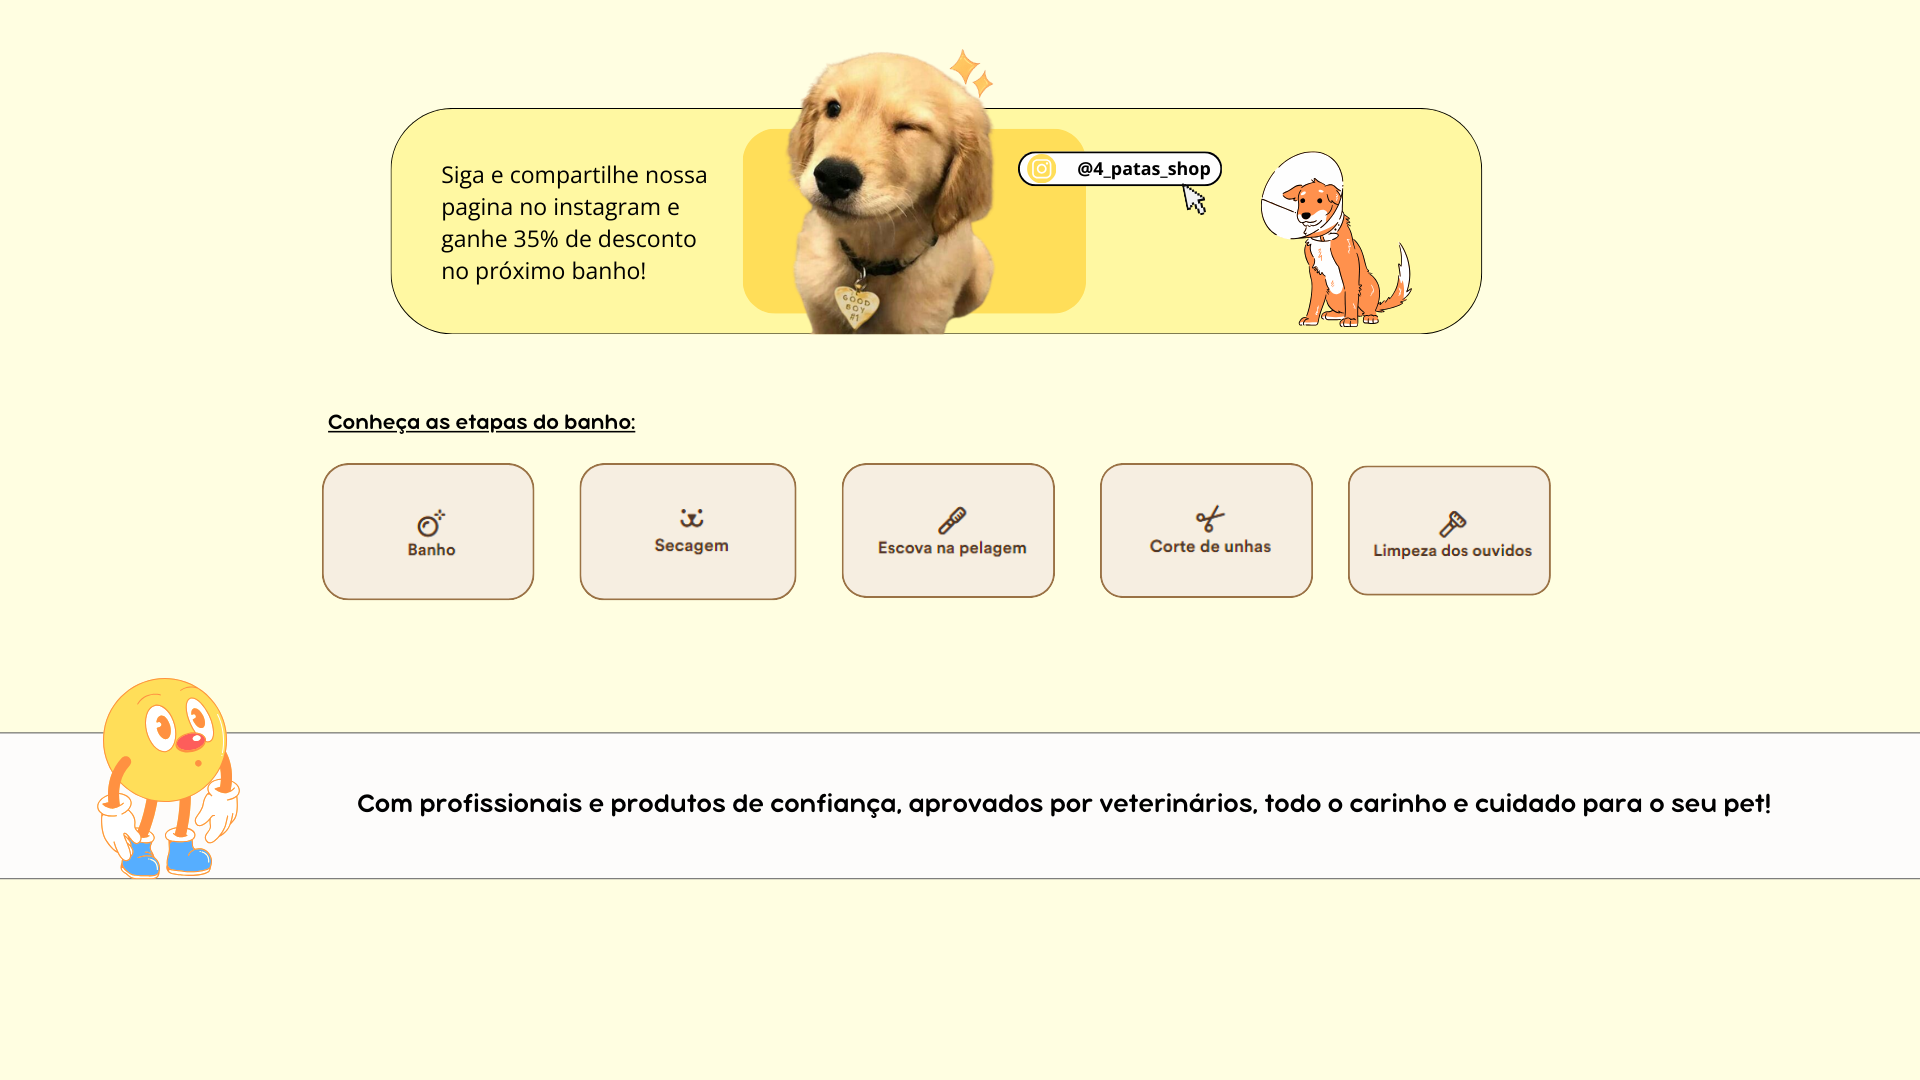 Siga e compartilhe nossa
pagina no instagram e
ganhe 35% de desconto
no próximo banho!
GOOD
BOY
#1
@4_patas_shop
Conheça as etapas do banho:
Banho
Secagem
Escova na pelagem
Corte de unhas
Limpeza dos ouvidos
Com profissionais e produtos de confiança, aprovados por veterinários, todo o carinho e cuidado para o seu pet!